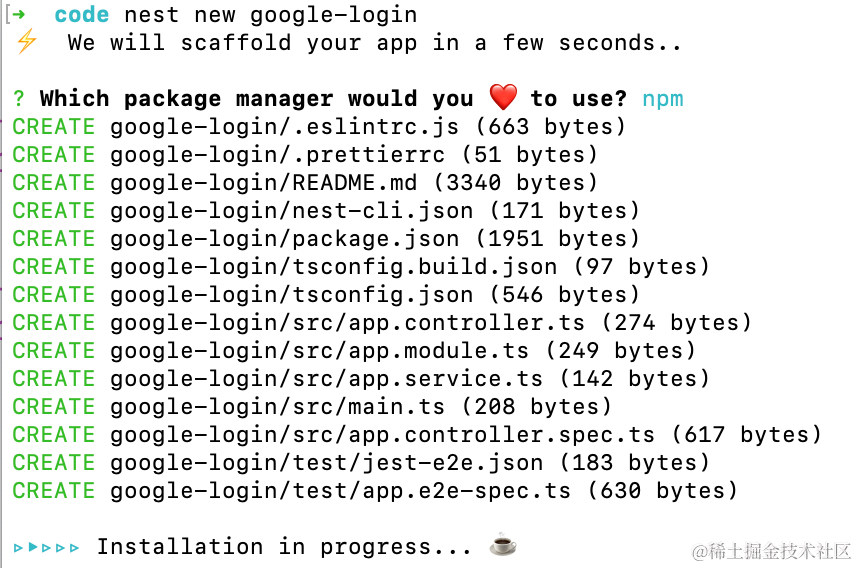 [➜  code nest new google-login
⚡  We will scaffold your app in a few seconds..
? Which package manager would you ❤️ to use? npm
CREATE google-login/.eslintrc.js (663 bytes)
CREATE google-login/.prettierrc (51 bytes)
CREATE google-login/README.md (3340 bytes)
CREATE google-login/nest-cli.json (171 bytes)
CREATE google-login/package.json (1951 bytes)
CREATE google-login/tsconfig.build.json (97 bytes)
CREATE google-login/tsconfig.json (546 bytes)
CREATE google-login/src/app.controller.ts (274 bytes)
CREATE google-login/src/app.module.ts (249 bytes)
CREATE google-login/src/app.service.ts (142 bytes)
CREATE google-login/src/main.ts (208 bytes)
CREATE google-login/src/app.controller.spec.ts (617 bytes)
CREATE google-login/test/jest-e2e.json (183 bytes)
CREATE google-login/test/app.e2e-spec.ts (630 bytes)
▹▸▹▹▹ Installation in progress... ☕
@稀土掘金技术社区